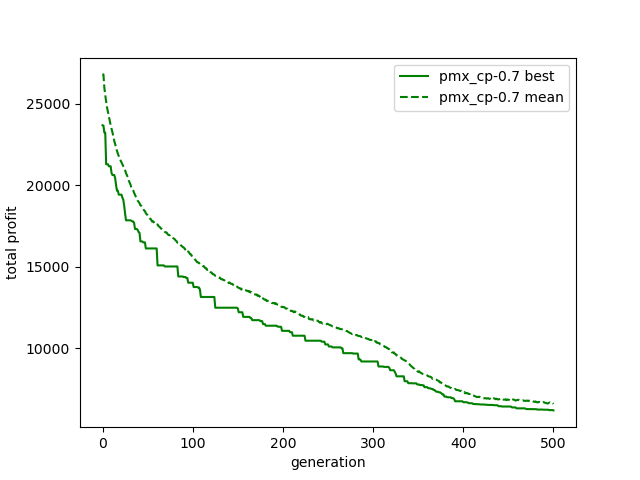 pmx_cp-0.7 best
pmx_cp-0.7 mean
25000
20000
15000
10000
total profit
0 100 200 300 400 500
generation